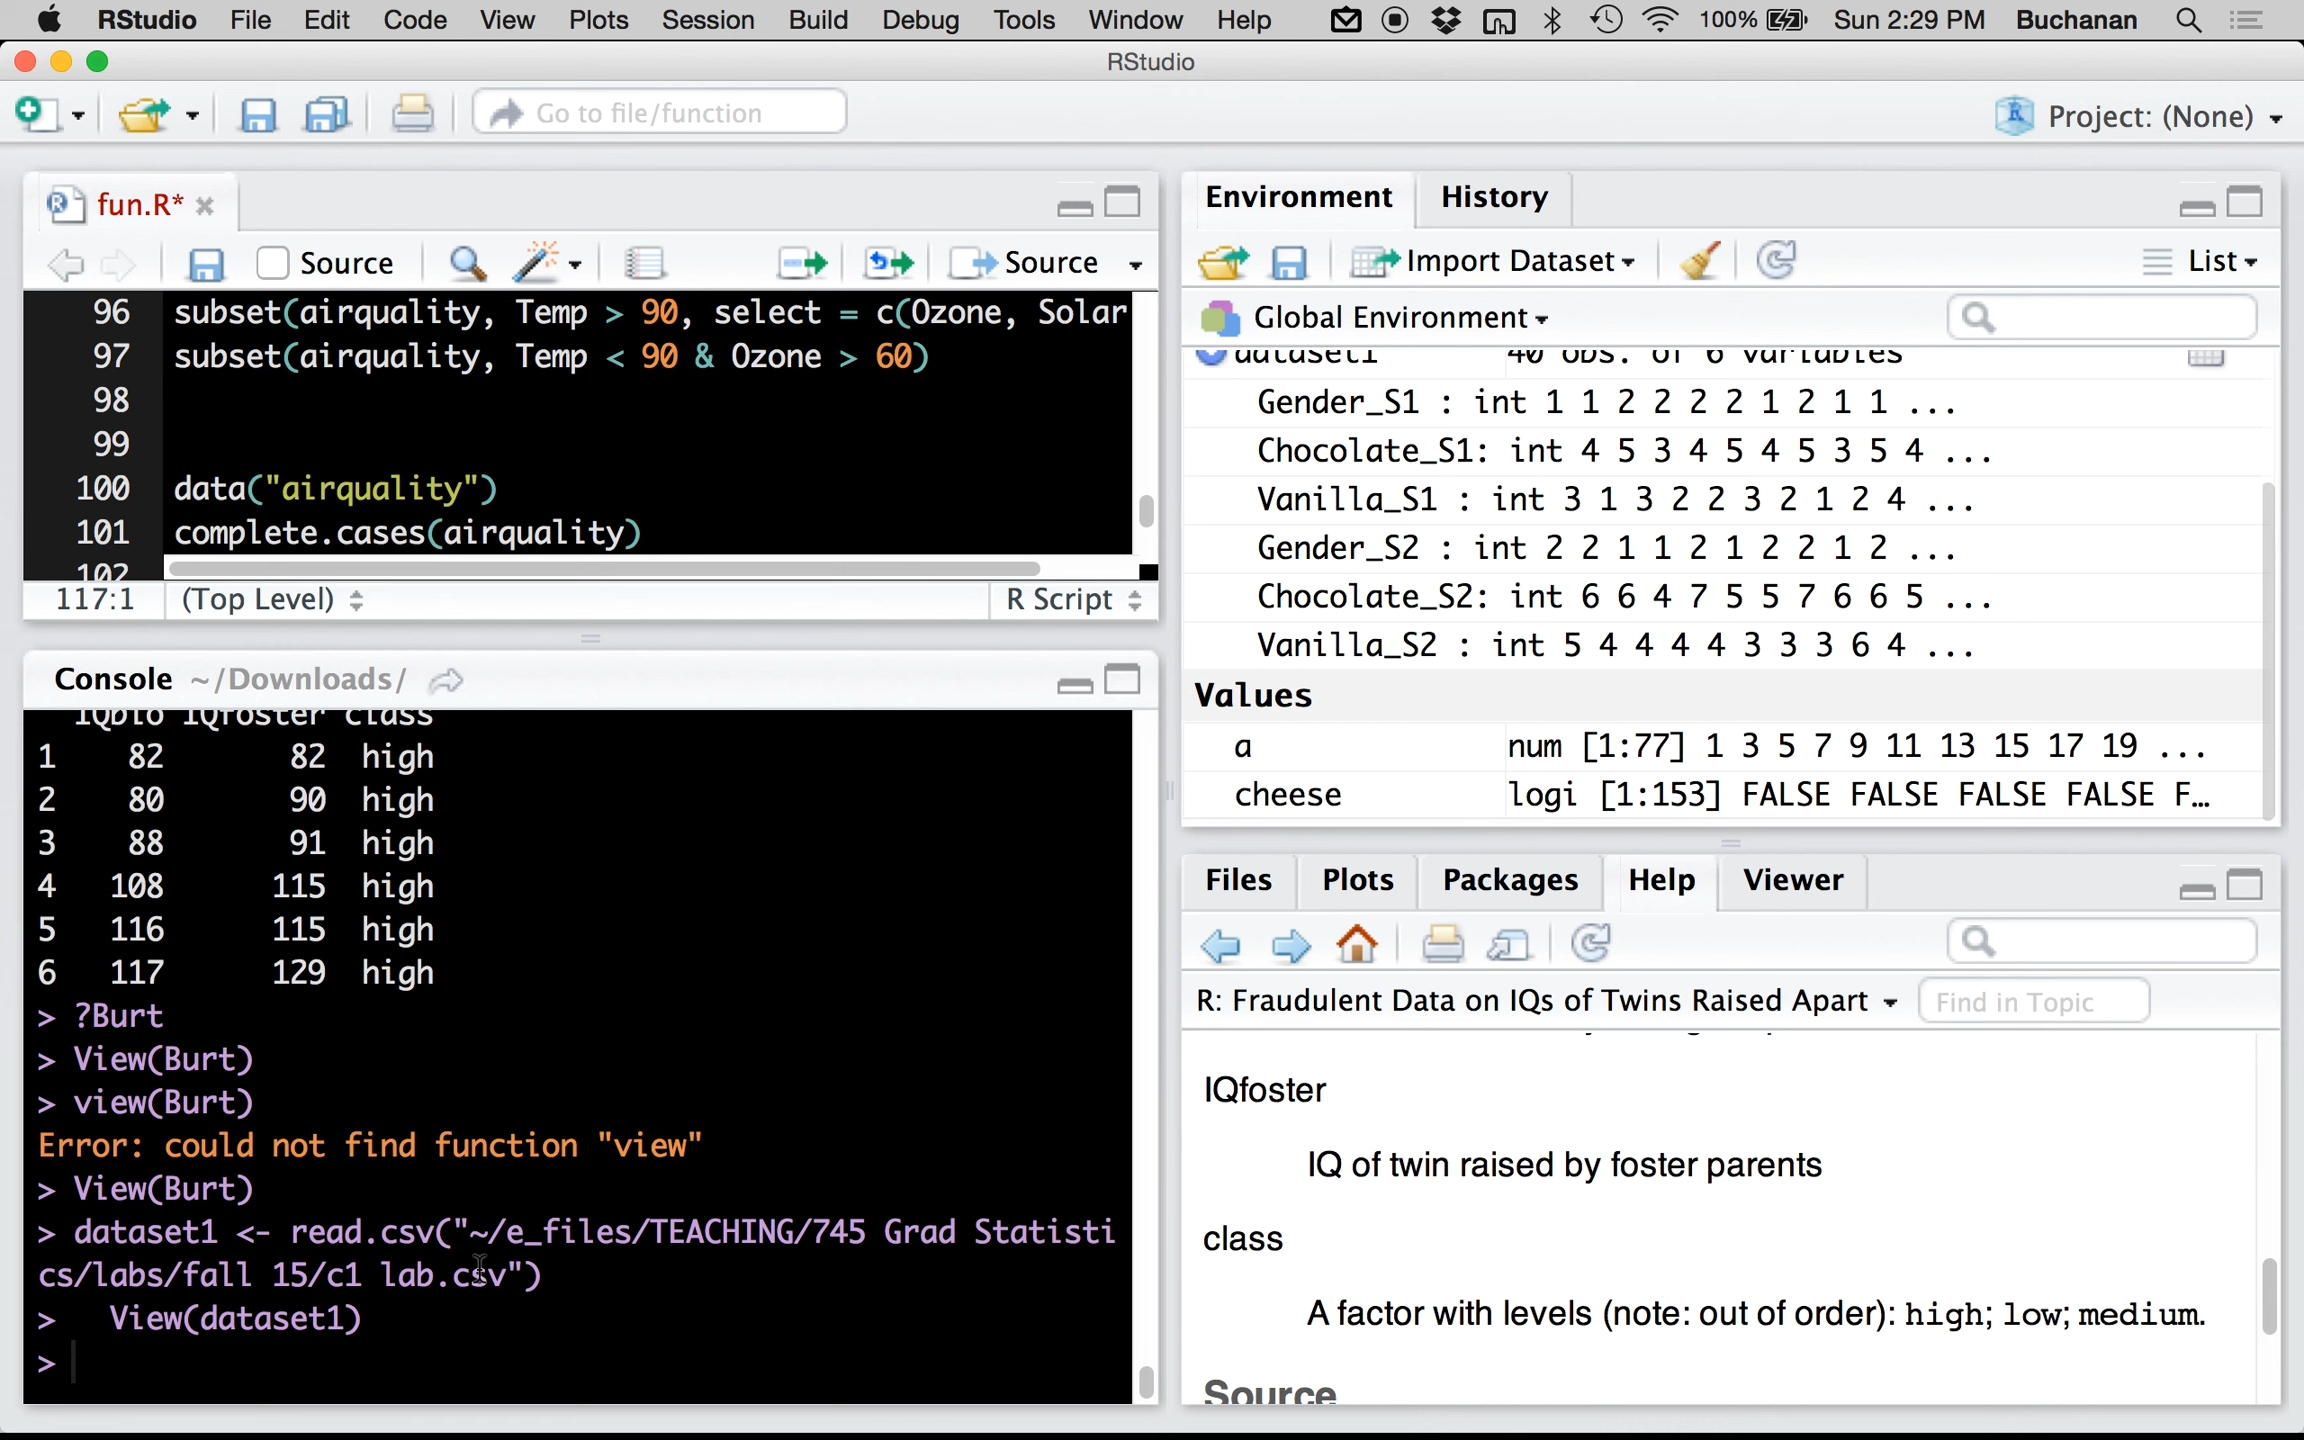 RStudio File Edit Code View Plots Session Build Debug Tools Window Help 100% Sun 2:29 PM Buchanan
RStudio
Go to file/function
Project: (None)
fun.R*
Source
Source
96 subset(airquality, Temp > 90, select = c(Ozone, Solar
97 subset(airquality, Temp < 90 & Ozone > 60)
98
99
100 data("airquality")
101 complete.cases(airquality)
102
117:1 (Top Level) R Script
Console ~/Downloads/
IQbio IQfoster class
1 82 82 high
2 80 90 high
3 88 91 high
4 108 115 high
5 116 115 high
6 117 129 high
> ?Burt
> View(Burt)
> view(Burt)
Error: could not find function "view"
> View(Burt)
> dataset1 <- read.csv("~/e_files/TEACHING/745 Grad Statisti
cs/labs/fall 15/c1 lab.csv")
> View(dataset1)
>
Environment History
Import Dataset
List
Global Environment
dataset1 40 obs. of 6 variables
Gender_S1 : int 1 1 2 2 2 2 1 2 1 1 ...
Chocolate_S1: int 4 5 3 4 5 4 5 3 5 4 ...
Vanilla_S1 : int 3 1 3 2 2 3 2 1 2 4 ...
Gender_S2 : int 2 2 1 1 2 1 2 2 1 2 ...
Chocolate_S2: int 6 6 4 7 5 5 7 6 6 5 ...
Vanilla_S2 : int 5 4 4 4 4 3 3 3 6 4 ...
Values
a num [1:77] 1 3 5 7 9 11 13 15 17 19 ...
cheese logi [1:153] FALSE FALSE FALSE FALSE F...
Files Plots Packages Help Viewer
R: Fraudulent Data on IQs of Twins Raised Apart Find in Topic
IQfoster
IQ of twin raised by foster parents
class
A factor with levels (note: out of order): high; low; medium.
Source